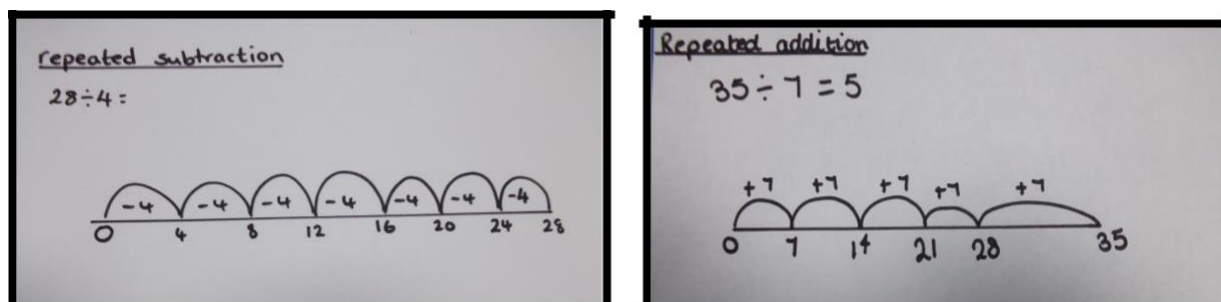 repeated subtraction
28÷4=
-4 -4 -4 -4 -4 -4 -4
0 4 8 12 16 20 24 28
Repeated addition
35÷7=5
+7 +7 +7 +7 +7
0 7 14 21 28 35